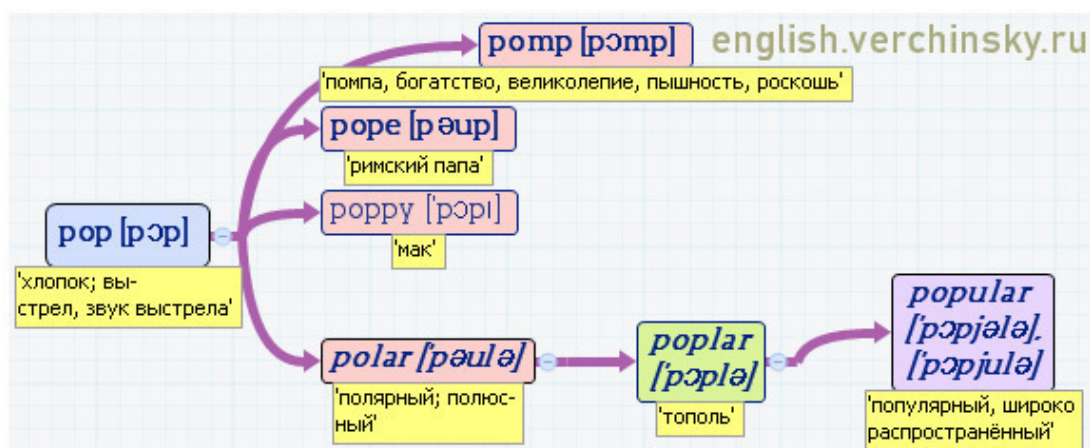 pomp [pɔmp]
english.verchinsky.ru
'помпа, богатство, великолепие, пышность, роскошь'
pope [pəup]
'римский папа'
poppy ['pɔpı]
'мак'
pop [pɔp]
'хлопок; вы-
стрел, звук выстрела'
polar [pəulə]
'полярный; полюс-
ный'
poplar
['pɔplə]
'тополь'
popular
['pɔpjələ],
['pɔpjulə]
'популярный, широко
распространённый'